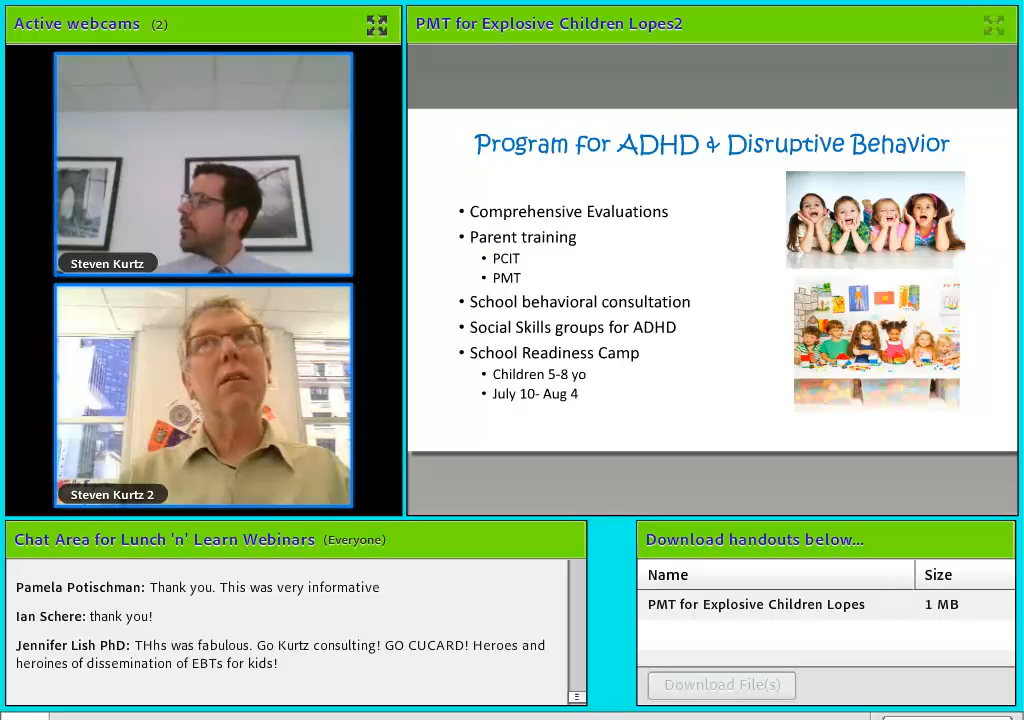 Active webcams (2)
Steven Kurtz
Steven Kurtz 2
PMT for Explosive Children Lopes2
Program for ADHD & Disruptive Behavior
• Comprehensive Evaluations
• Parent training
• PCIT
• PMT
• School behavioral consultation
• Social Skills groups for ADHD
• School Readiness Camp
• Children 5-8 yo
• July 10- Aug 4
Chat Area for Lunch 'n' Learn Webinars (Everyone)
Pamela Potischman: Thank you. This was very informative
Ian Schere: thank you!
Jennifer Lish PhD: THhs was fabulous. Go Kurtz consulting! GO CUCARD! Heroes and
heroines of dissemination of EBTs for kids!
Download handouts below...
Name Size
PMT for Explosive Children Lopes 1 MB
Download File(s)